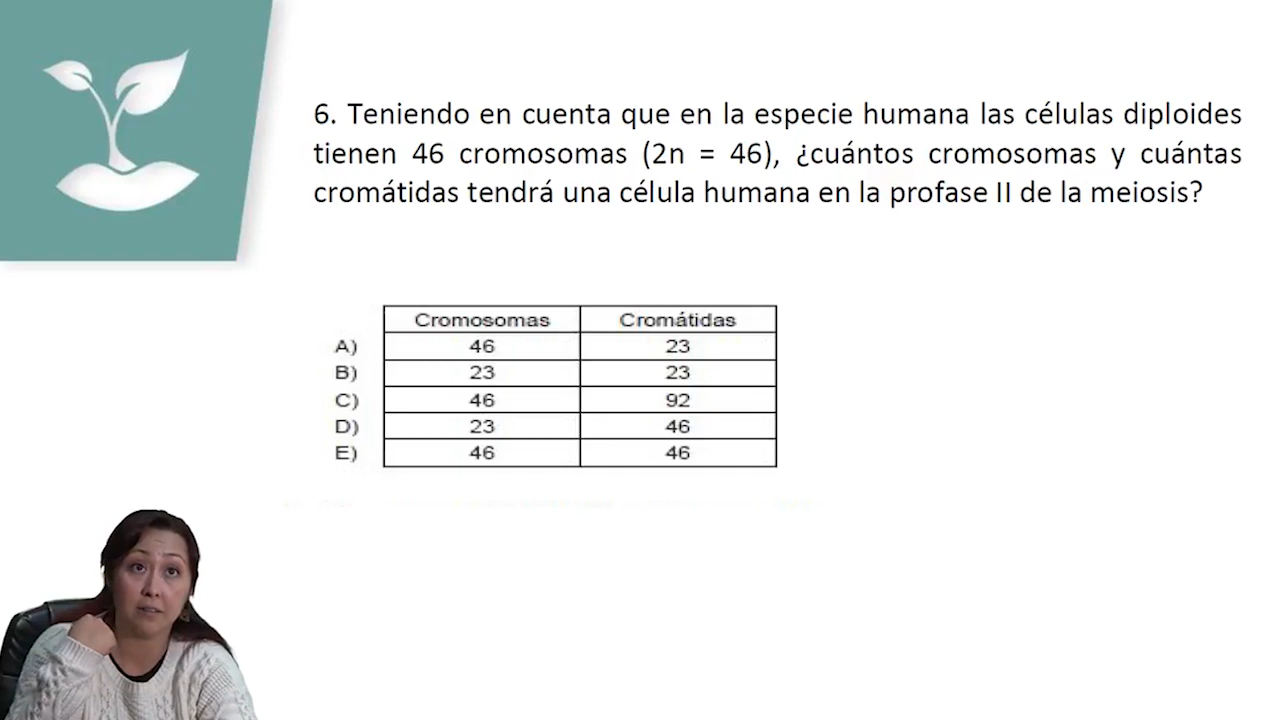 6. Teniendo en cuenta que en la especie humana las células diploides
tienen 46 cromosomas (2n = 46), ¿cuántos cromosomas y cuántas
cromátidas tendrá una célula humana en la profase II de la meiosis?
Cromosomas Cromátidas
A) 46 23
B) 23 23
C) 46 92
D) 23 46
E) 46 46